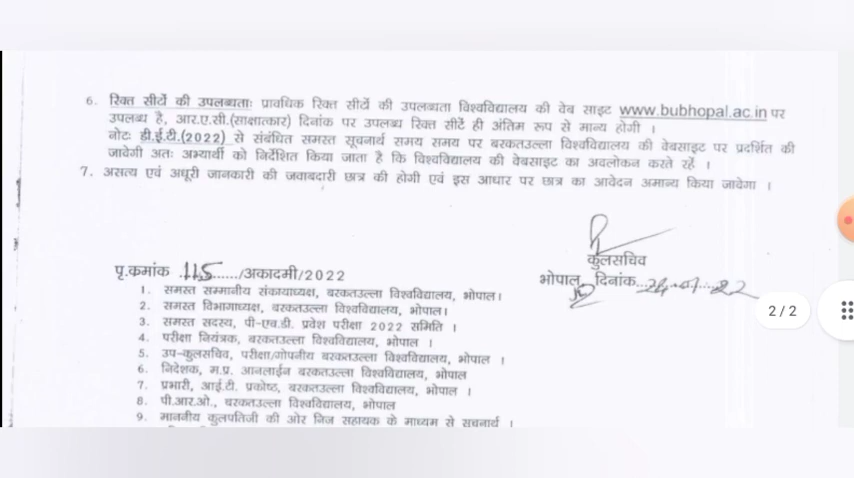 6. रिक्त सीटों की उपलब्धताः प्रावधिक रिक्त सीटों की उपलब्धता विश्वविद्यालय की वेब साइट www.bubhopal.ac.in पर
उपलब्ध है, आर.ए.सी.(साक्षात्कार) दिनांक पर उपलब्ध रिक्त सीटें ही अंतिम रूप से मान्य होगी ।
नोटः डी.ई.टी.(2022) से संबंधित समस्त सूचनार्थ समय समय पर बरकतउल्ला विश्वविद्यालय की वेबसाइट पर प्रदर्शित की
जावेगी अतः अभ्यार्थी को निर्देशित किया जाता है कि विश्वविद्यालय की वेबसाइट का अवलोकन करते रहें ।
7. असत्य एवं अधूरी जानकारी की जवाबदारी छात्र की होगी एवं इस आधार पर छात्र का आवेदन अमान्य किया जावेगा ।
कुलसचिव
पृ.कमांक .115....../अकादमी/2022
भोपाल, दिनांक...
1. समस्त सम्मानीय संकायाध्यक्ष, बरकतउल्ला विश्वविद्यालय, भोपाल।
2. समस्त विभागाध्यक्ष, बरकतउल्ला विश्वविद्यालय, भोपाल।
3. समस्त सदस्य, पी-एच.डी. प्रवेश परीक्षा 2022 समिति ।
4. परीक्षा नियंत्रक, बरकतउल्ला विश्वविद्यालय, भोपाल ।
5. उप-कुलसचिव, परीक्षा/गोपनीय बरकतउल्ला विश्वविद्यालय, भोपाल ।
6. निदेशक, म.प्र. आनलाईन बरकतउल्ला विश्वविद्यालय, भोपाल
7. प्रभारी, आई.टी. प्रकोष्ठ, बरकतउल्ला विश्वविद्यालय, भोपाल ।
8. पी.आर.ओ., बरकतउल्ला विश्वविद्यालय, भोपाल
9. माननीय कुलपतिजी की ओर निज सहायक के माध्यम से सूचनार्थ ।
2/2